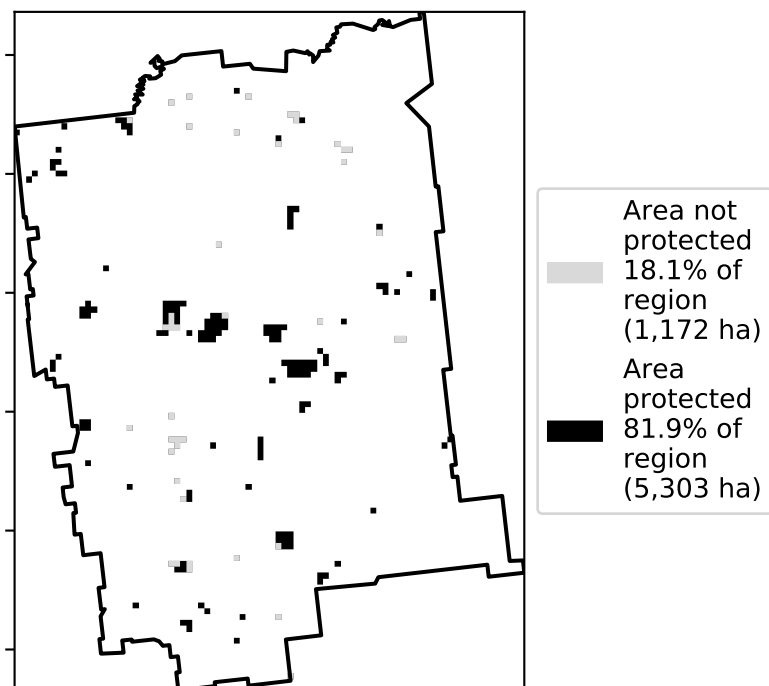 Area not
protected
18.1% of
region
(1,172 ha)
Area
protected
81.9% of
region
(5,303 ha)